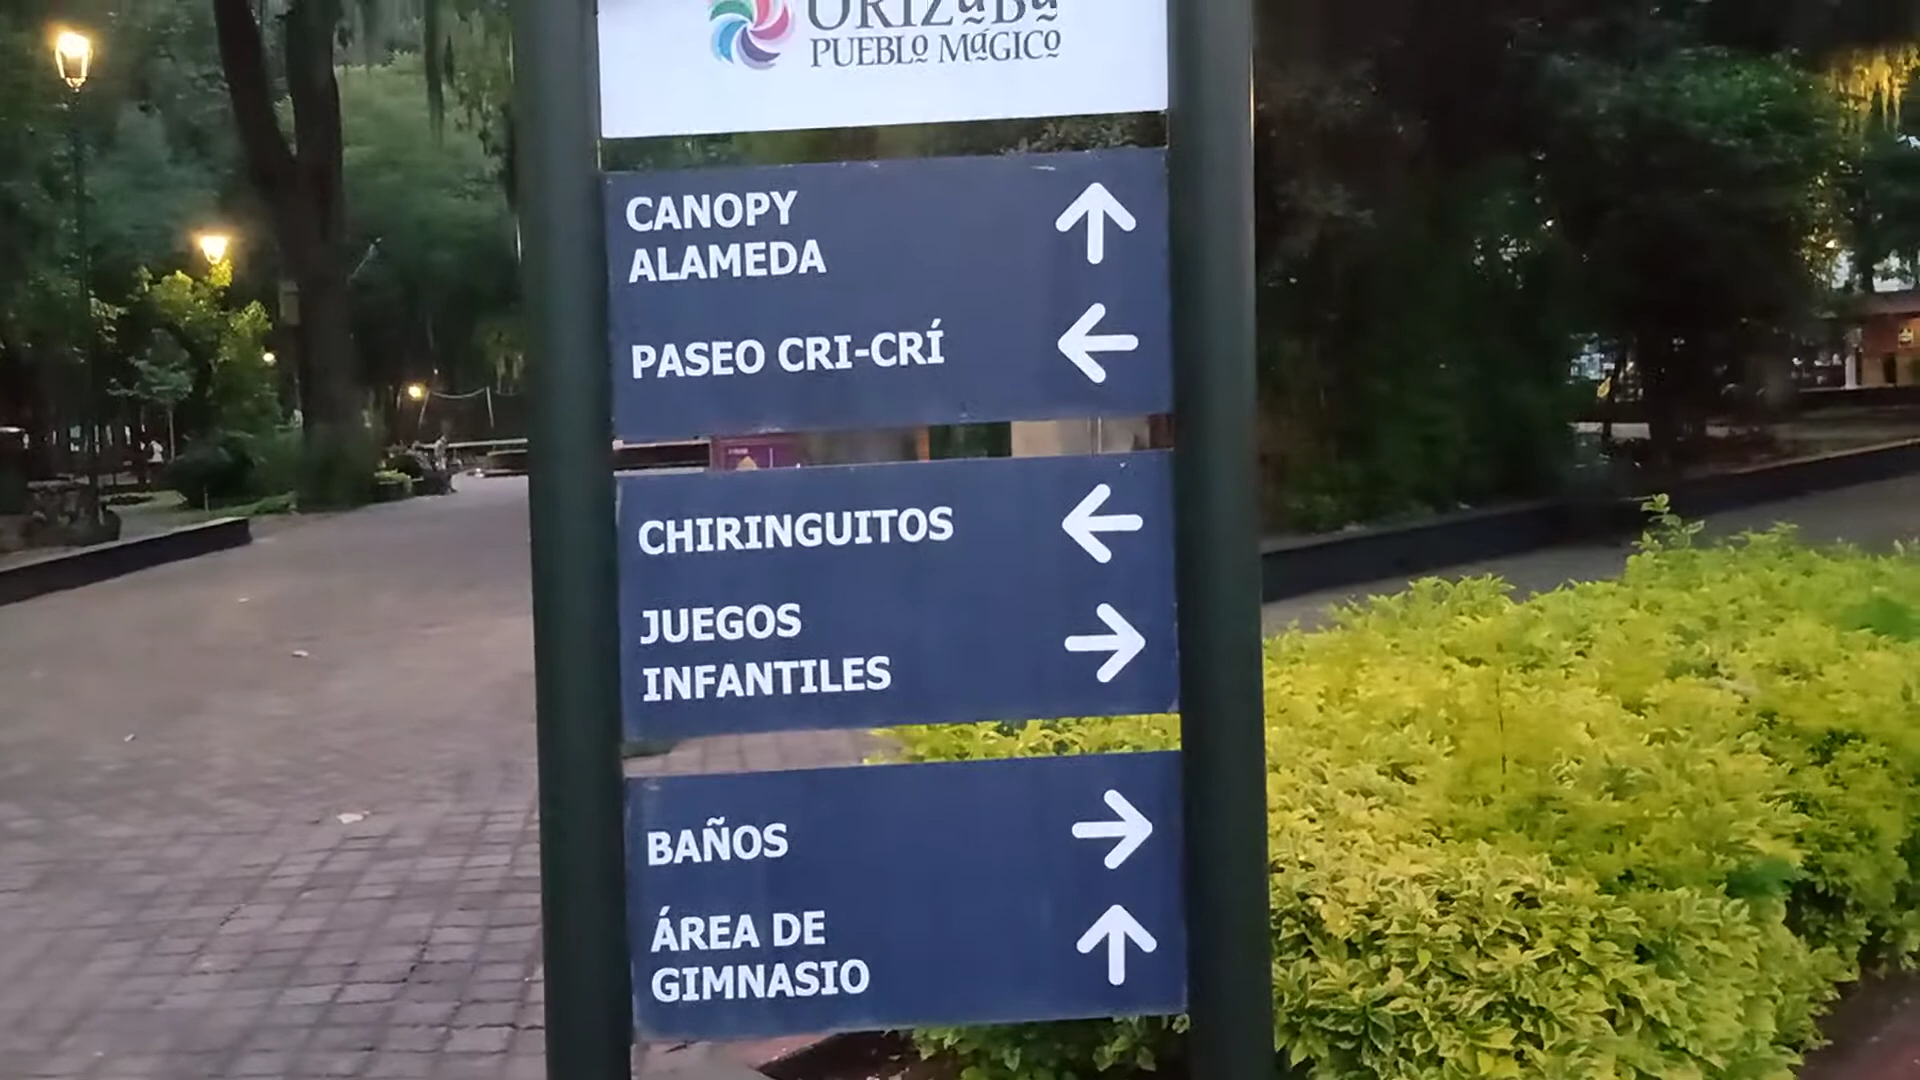 ORIZaBa
PUEBLO MáGICO
CANOPY
ALAMEDA
PASEO CRI-CRÍ
CHIRINGUITOS
JUEGOS
INFANTILES
BAÑOS
ÁREA DE
GIMNASIO